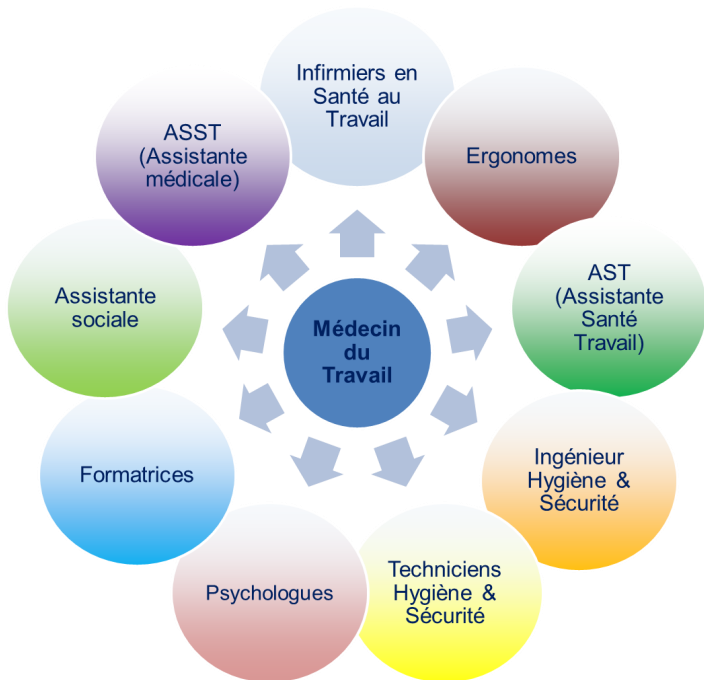 Infirmiers en
Santé au
Travail
Ergonomes
AST
(Assistante
Santé
Travail)
Ingénieur
Hygiène &
Sécurité
Techniciens
Hygiène &
Sécurité
Psychologues
Formatrices
Assistante
sociale
ASST
(Assistante
médicale)
Médecin
du
Travail